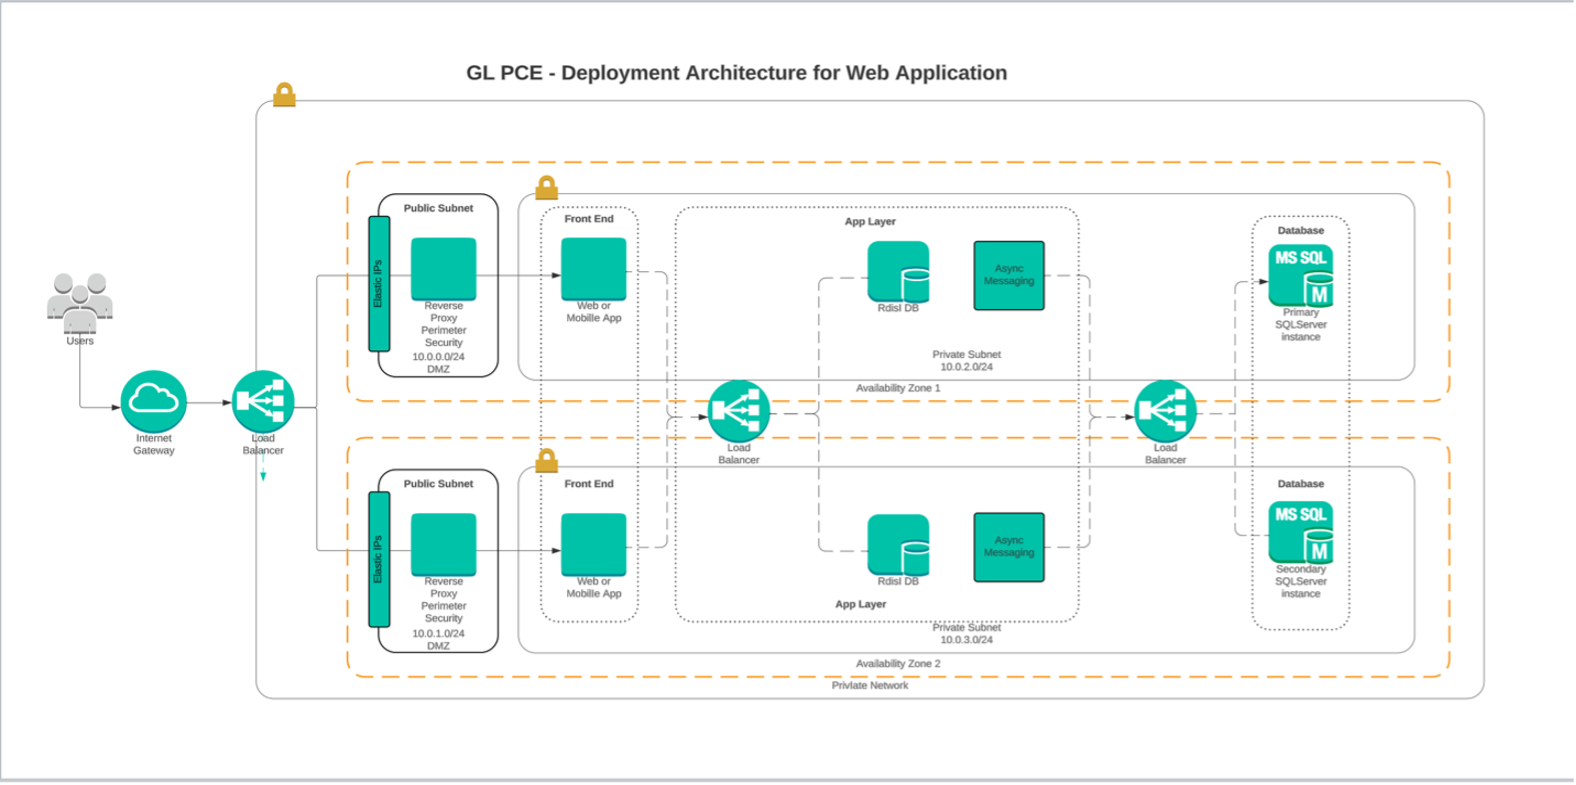 GL PCE - Deployment Architecture for Web Application
Users
Internet
Gateway
Load
Balancer
Public Subnet
Elastic IPs
Reverse
Proxy
Perimeter
Security
10.0.0.0/24
DMZ
Front End
Web or
Mobille App
App Layer
RdisI DB
Async
Messaging
Private Subnet
10.0.2.0/24
Database
MS SQL
M
Primary
SQLServer
instance
Availability Zone 1
Load
Balancer
Load
Balancer
Public Subnet
Elastic IPs
Reverse
Proxy
Perimeter
Security
10.0.1.0/24
DMZ
Front End
Web or
Mobille App
RdisI DB
Async
Messaging
App Layer
Private Subnet
10.0.3.0/24
Database
MS SQL
M
Secondary
SQLServer
instance
Availability Zone 2
PrivIate Network